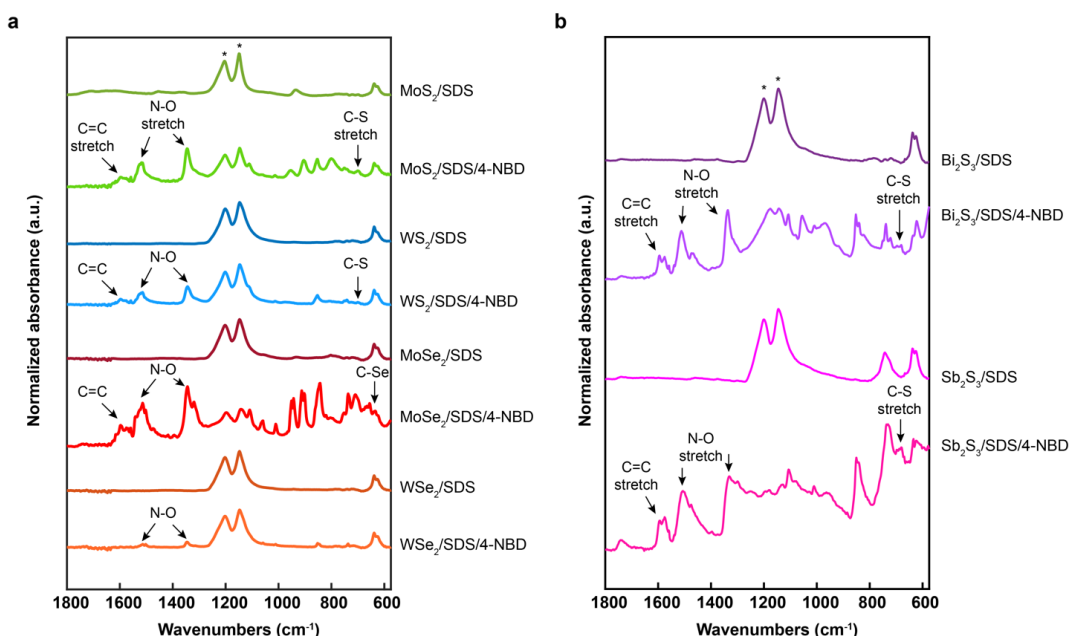 a
Normalized absorbance (a.u.)
* *
MoS2/SDS
C=C
stretch
N-O
stretch
C-S
stretch
MoS2/SDS/4-NBD
WS2/SDS
C=C
N-O
C-S
WS2/SDS/4-NBD
MoSe2/SDS
C=C
N-O
C-Se
MoSe2/SDS/4-NBD
WSe2/SDS
N-O
WSe2/SDS/4-NBD
1800 1600 1400 1200 1000 800 600
Wavenumbers (cm-1)
b
Normalized absorbance (a.u.)
* *
Bi2S3/SDS
C=C
stretch
N-O
stretch
C-S
stretch
Bi2S3/SDS/4-NBD
Sb2S3/SDS
C=C
stretch
N-O
stretch
C-S
stretch
Sb2S3/SDS/4-NBD
1800 1600 1400 1200 1000 800 600
Wavenumbers (cm-1)